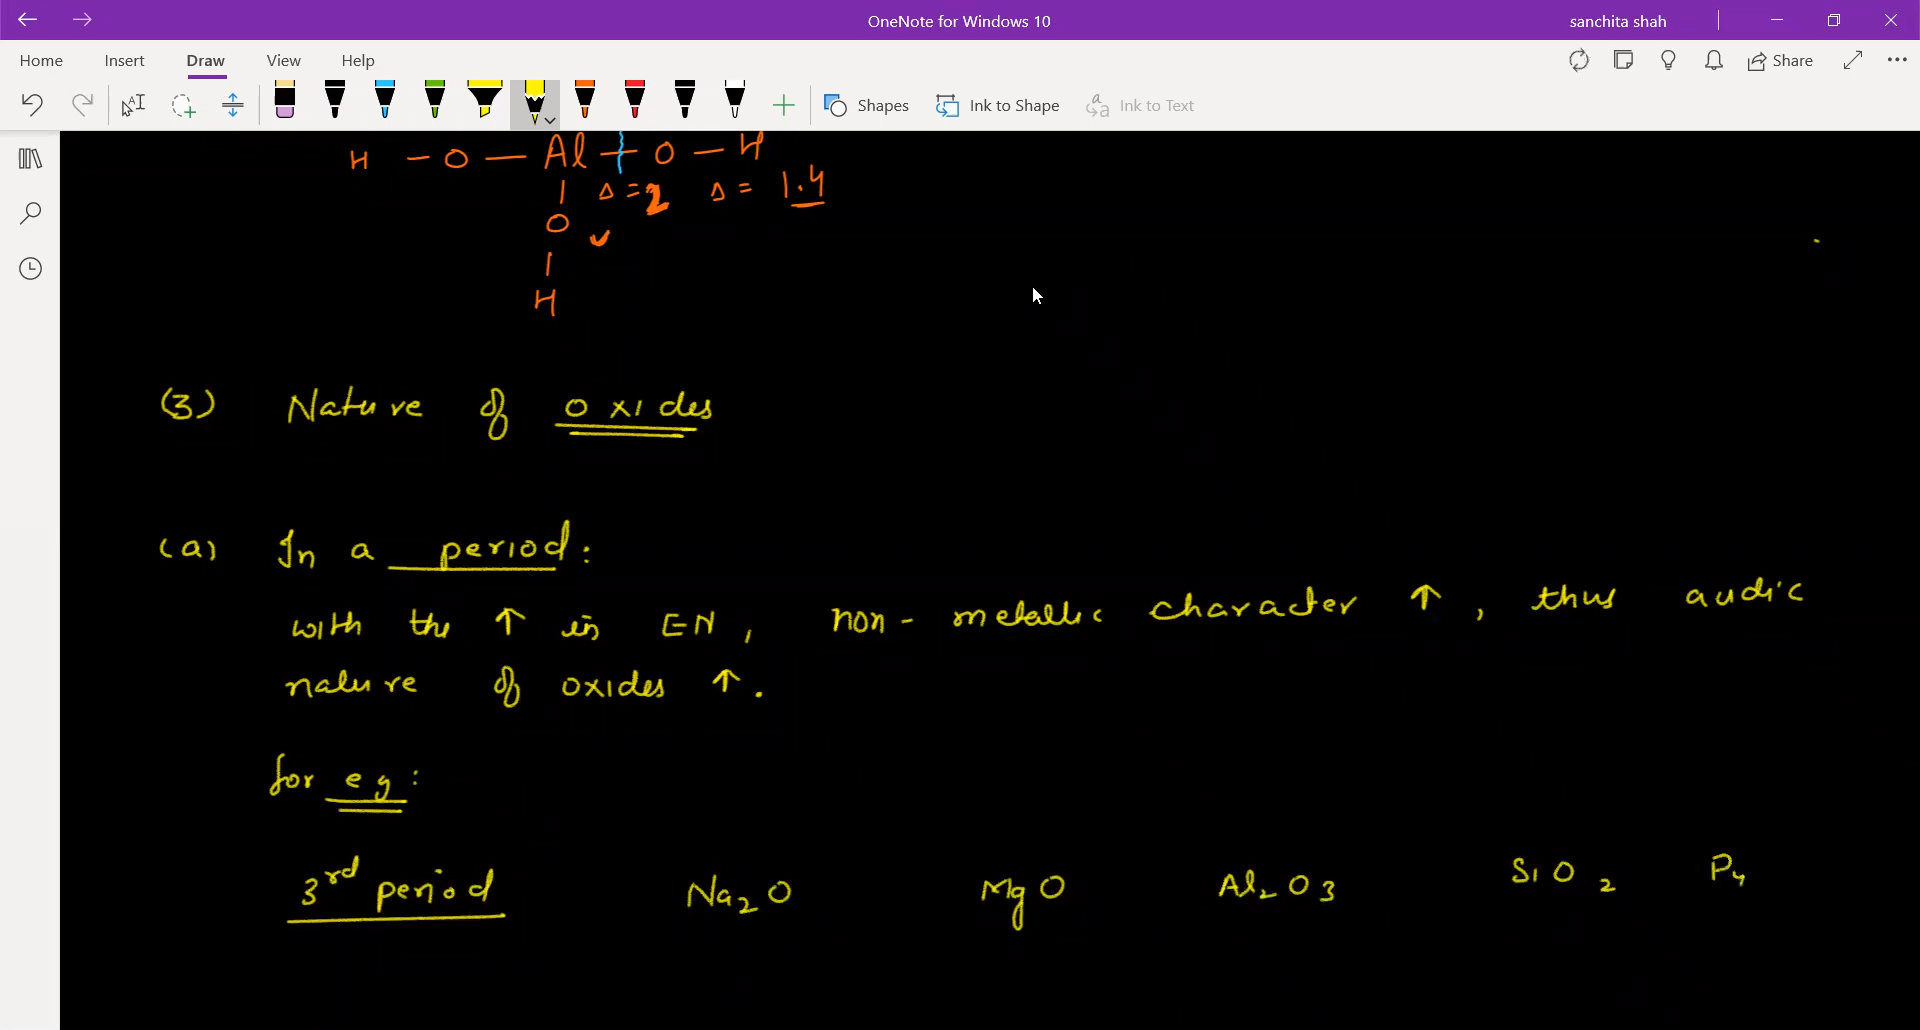 OneNote for Windows 10
sanchita shah
Home Insert Draw View Help
Share
Shapes Ink to Shape Ink to Text
H - O - Al - O - H
Δ = 2 Δ = 1.4
O
H
(3) Nature of oxides
(a) In a period:
with the ↑ in EN, non-metallic character ↑, thus acidic
nature of oxides ↑.
for eg:
3rd period Na2O MgO Al2O3 SiO2 P4